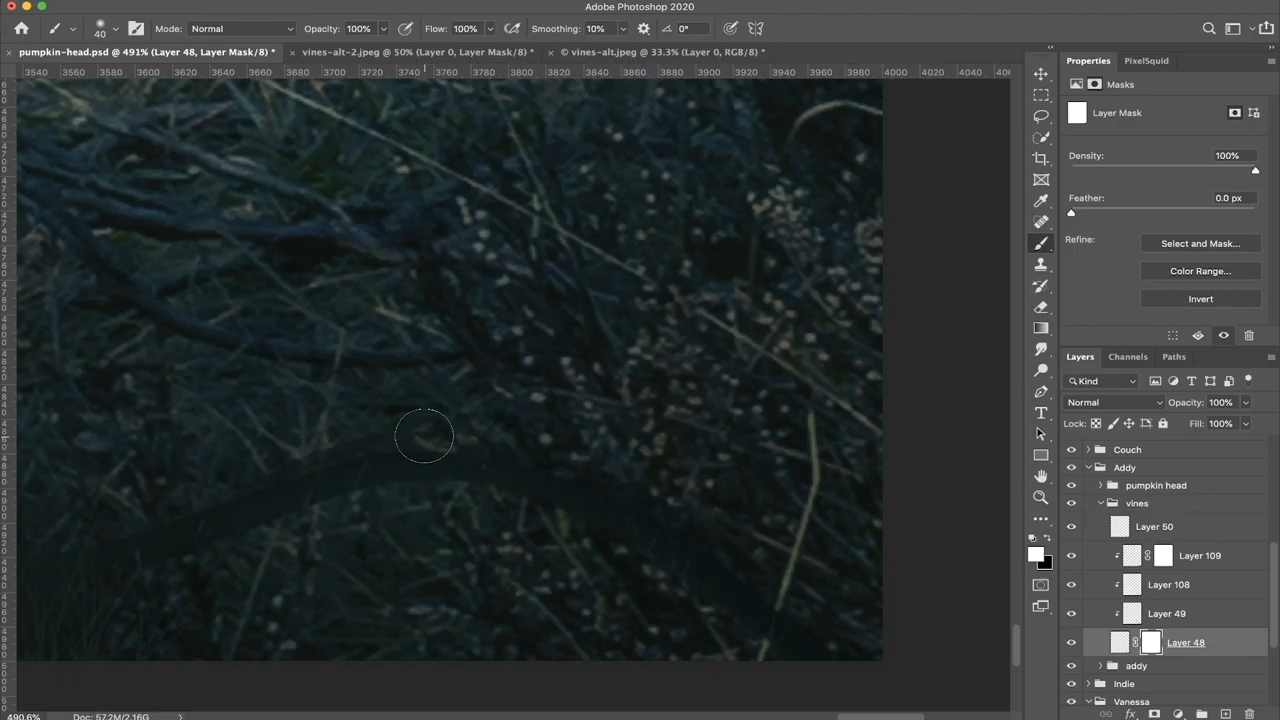 Adobe Photoshop 2020
40 Mode: Normal Opacity: 100% Flow: 100% Smoothing: 10% 0°
pumpkin-head.psd @ 491% (Layer 48, Layer Mask/8) * vines-alt-2.jpeg @ 50% (Layer 0, Layer Mask/8) * © vines-alt.jpeg @ 33.3% (Layer 0, RGB/8) *
3540 3560 3580 3600 3620 3640 3660 3680 3700 3720 3740 3760 3780 3800 3820 3840 3860 3880 3900 3920 3940 3960 3980 4000 4020 4040
Properties PixelSquid
Masks
Layer Mask
Density: 100%
Feather: 0.0 px
Refine: Select and Mask...
Color Range...
Invert
Layers Channels Paths
Kind
Normal Opacity: 100%
Lock: Fill: 100%
Couch
Addy
pumpkin head
vines
Layer 50
Layer 109
Layer 108
Layer 49
Layer 48
addy
Indie
Vanessa
490.6% Doc: 57.2M/2.16G